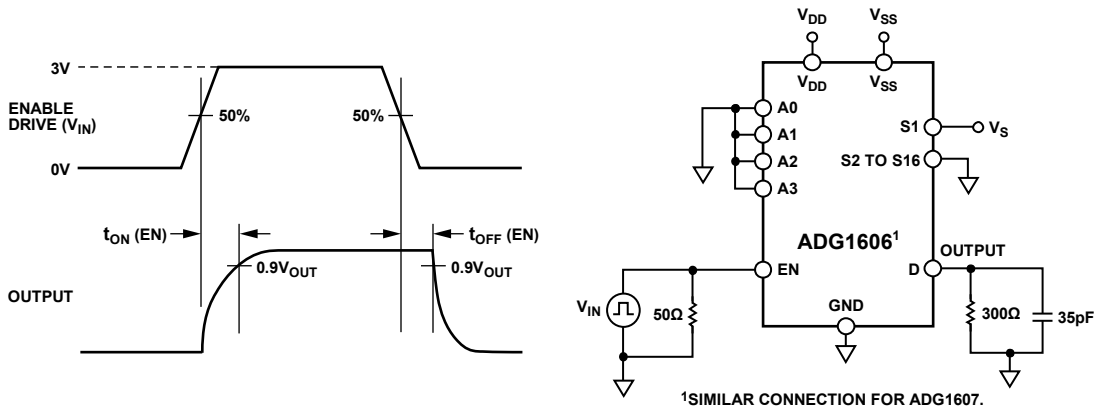 3V
ENABLE
DRIVE (VIN)
50%
50%
0V
tON (EN)
tOFF (EN)
0.9VOUT
0.9VOUT
OUTPUT
VDD
VSS
VDD
VSS
A0
A1
A2
A3
S1
VS
S2 TO S16
ADG1606¹
OUTPUT
EN
D
GND
VIN
50Ω
300Ω
35pF
¹SIMILAR CONNECTION FOR ADG1607.